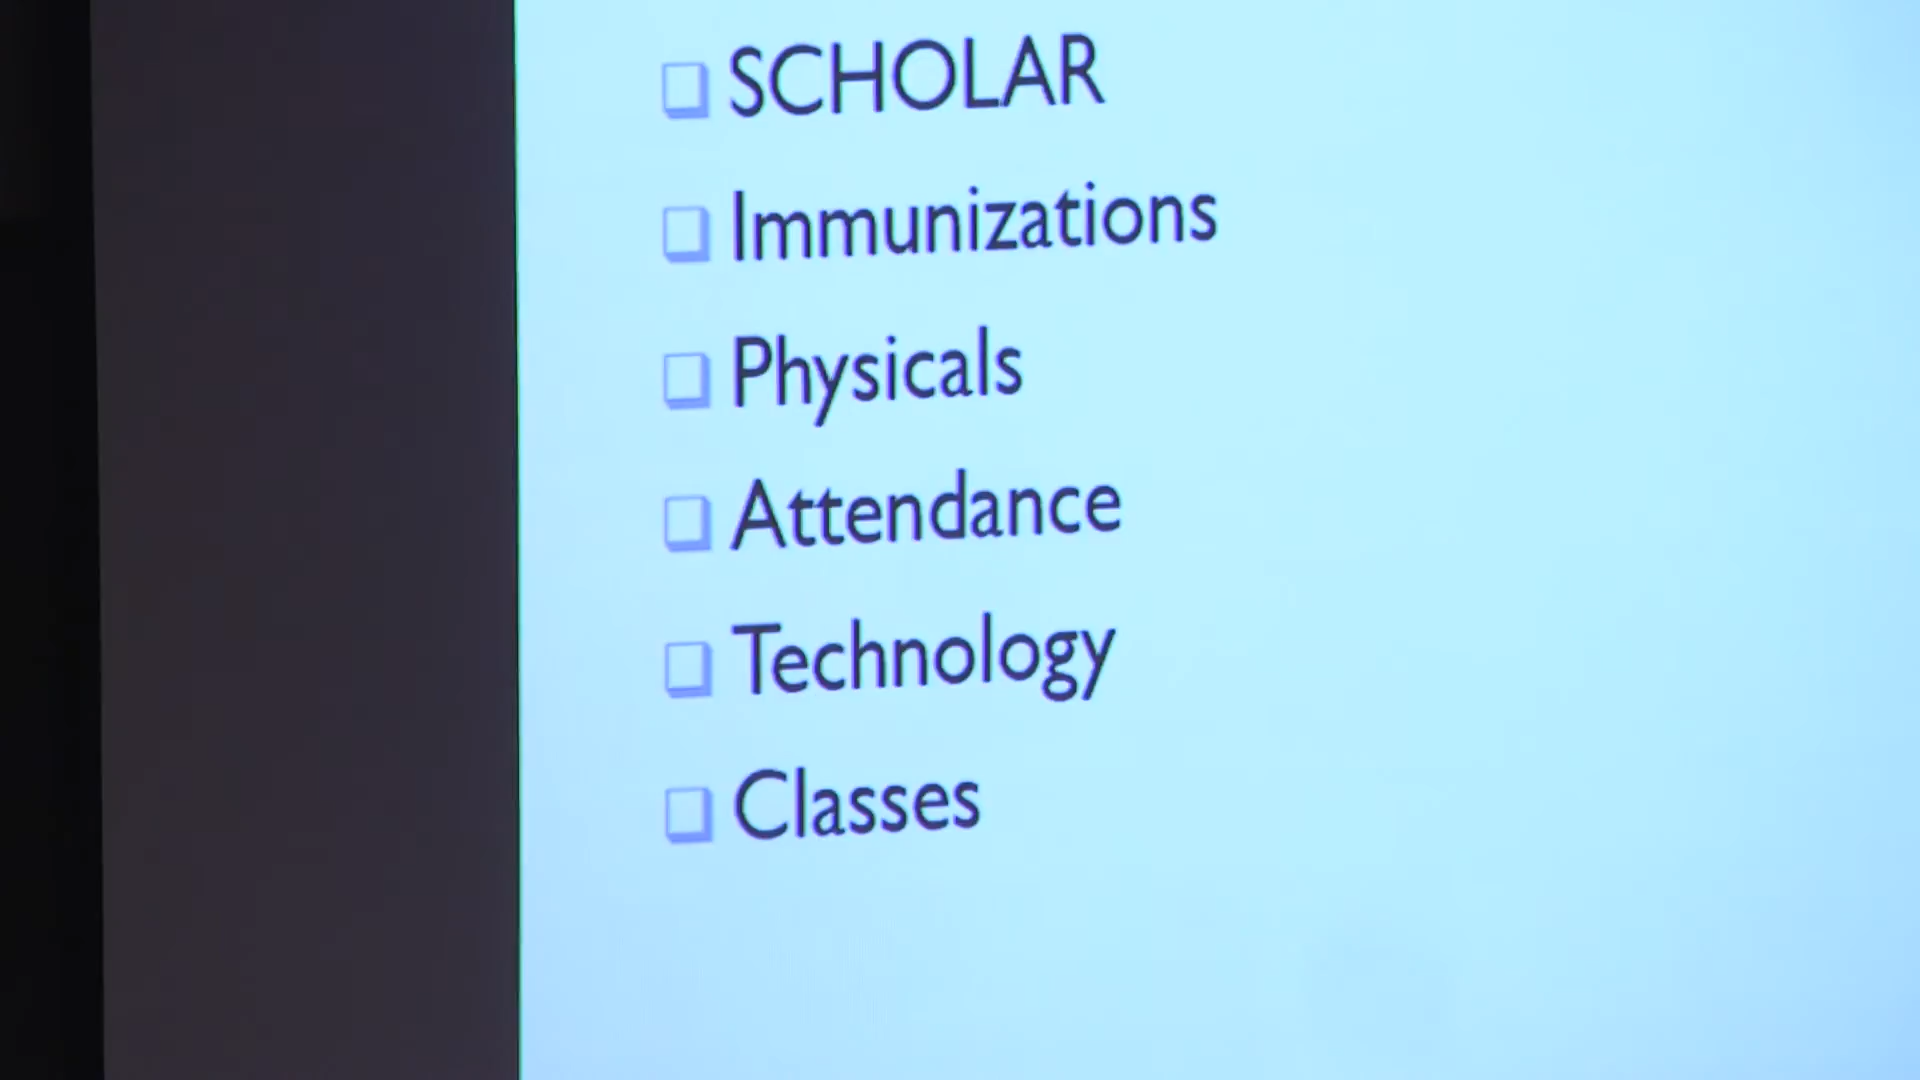 SCHOLAR
Immunizations
Physicals
Attendance
Technology
Classes